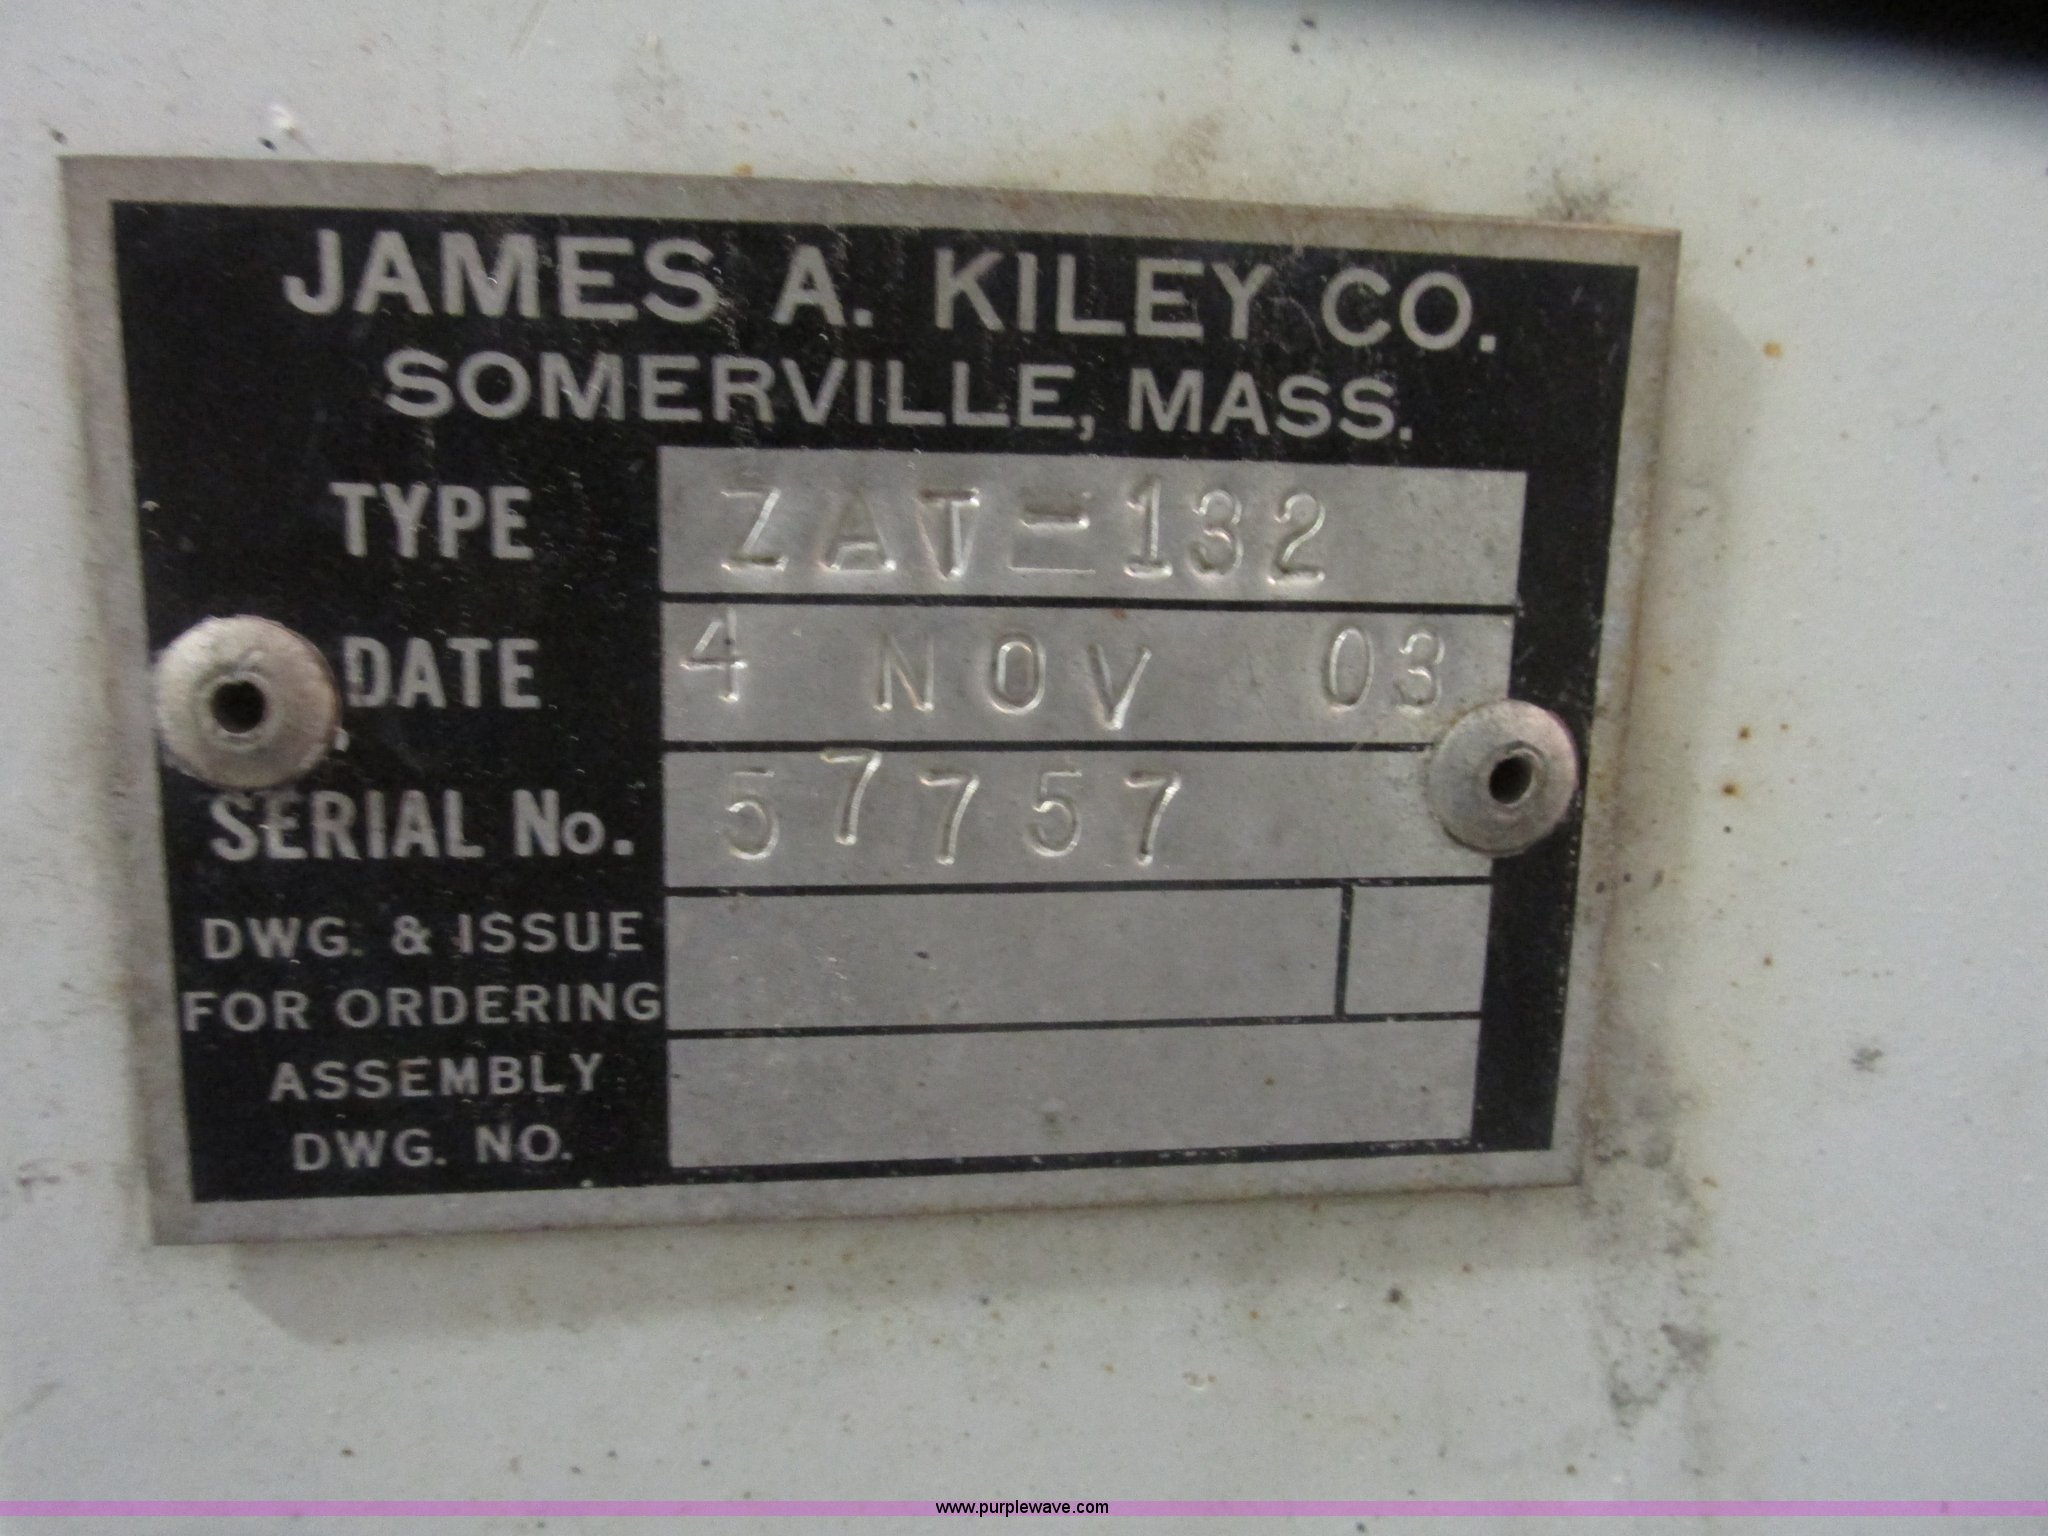 JAMES A. KILEY CO.
SOMERVILLE, MASS.
TYPE ZAT-132
DATE 4 NOV 03
SERIAL No. 57757
DWG. & ISSUE
FOR ORDERING
ASSEMBLY
DWG. NO.
www.purplewave.com